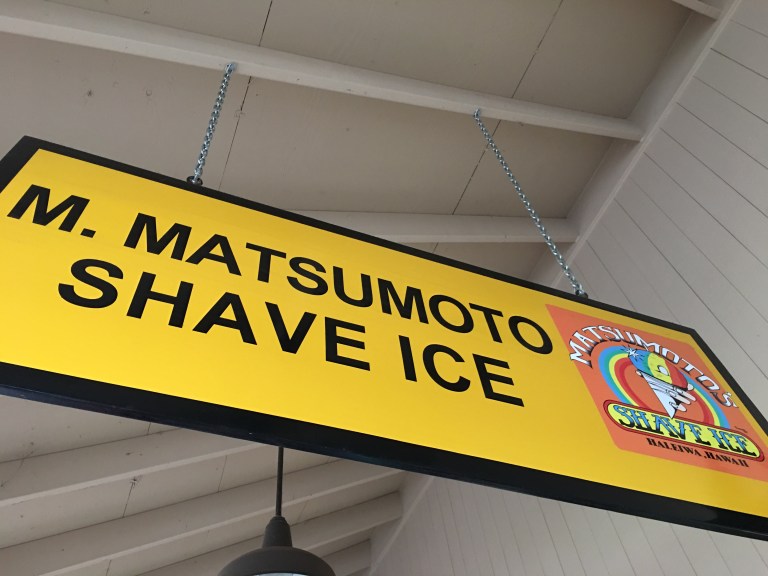 M. MATSUMOTO
SHAVE ICE
MATSUMOTO'S
SHAVE ICE
HALEIWA, HAWAII